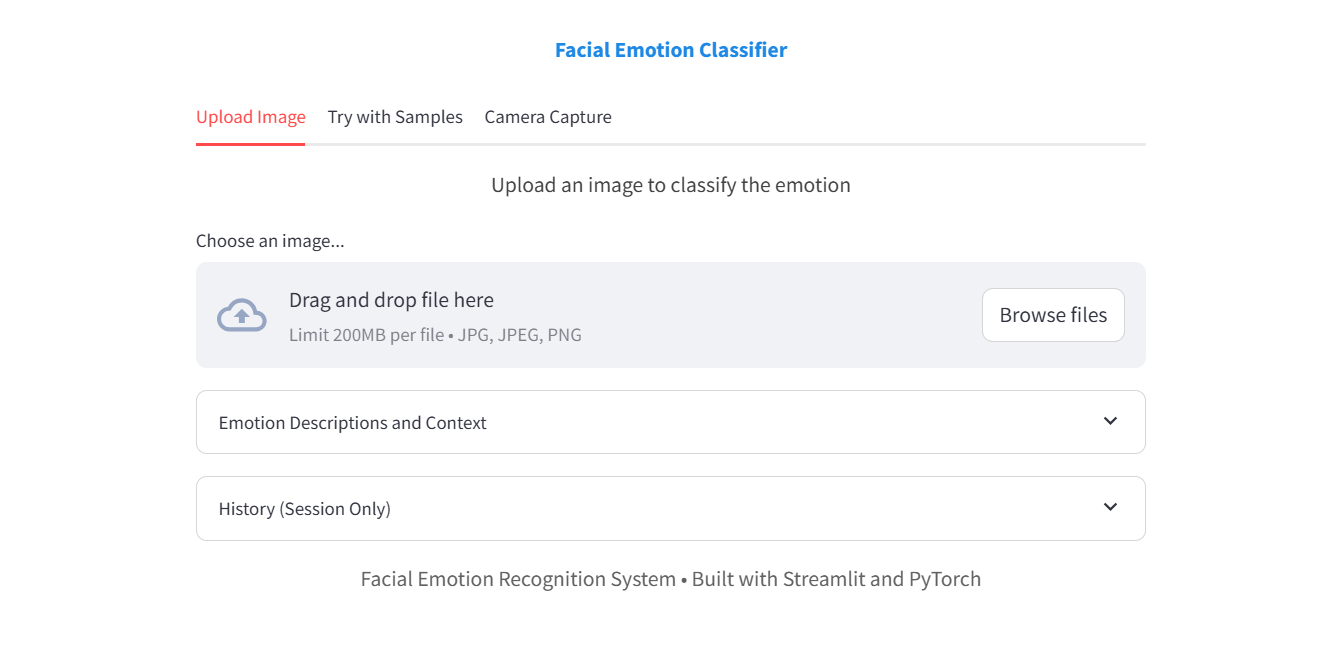 Facial Emotion Classifier
Upload Image Try with Samples Camera Capture
Upload an image to classify the emotion
Choose an image...
Drag and drop file here
Limit 200MB per file • JPG, JPEG, PNG
Browse files
Emotion Descriptions and Context
History (Session Only)
Facial Emotion Recognition System • Built with Streamlit and PyTorch